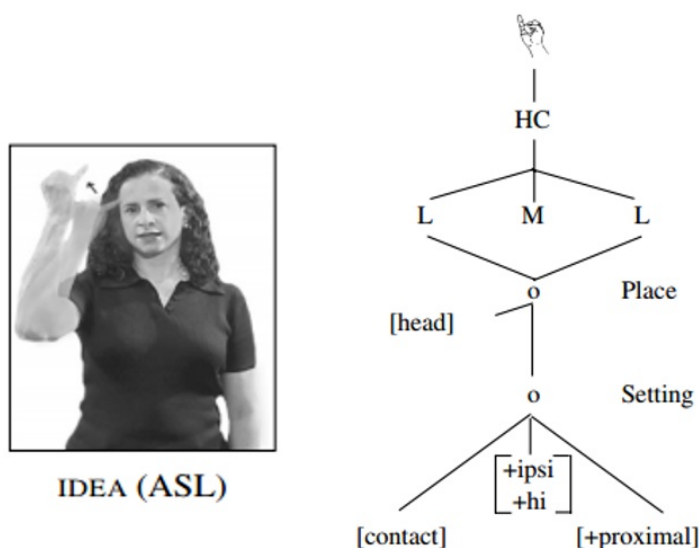 HC
L M L
o Place
[head]
o Setting
[+ipsi
+hi]
[contact] [+proximal]
IDEA (ASL)